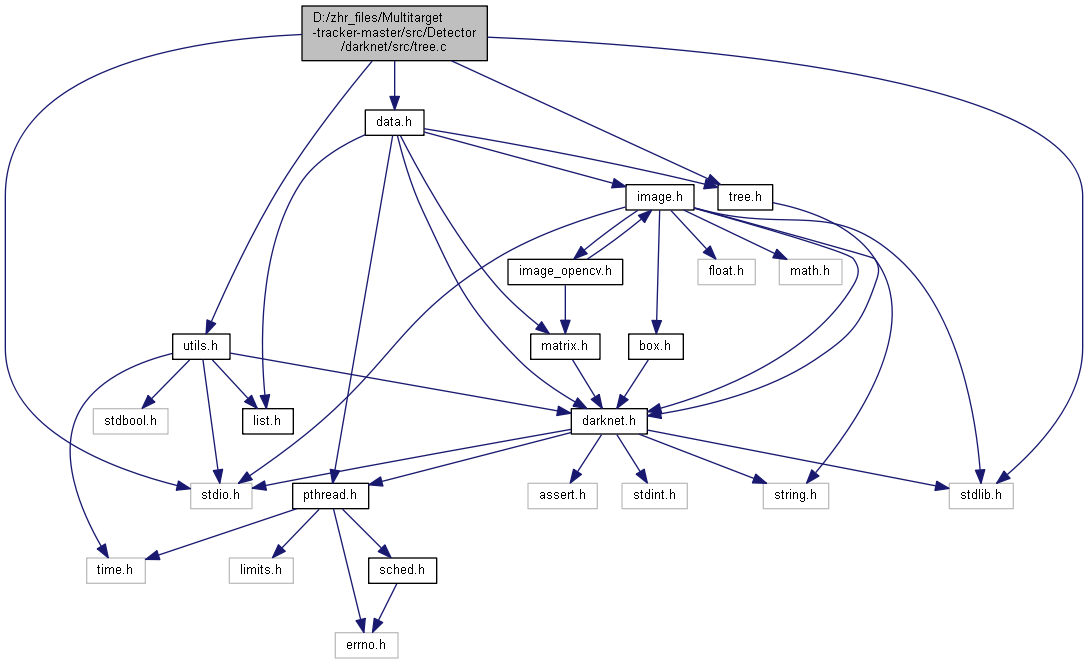 D:/zhr_files/Multitarget
-tracker-master/src/Detector
/darknet/src/tree.c
data.h
image.h
tree.h
image_opencv.h
float.h
math.h
utils.h
matrix.h
box.h
stdbool.h
list.h
darknet.h
stdio.h
pthread.h
assert.h
stdint.h
string.h
stdlib.h
time.h
limits.h
sched.h
errno.h